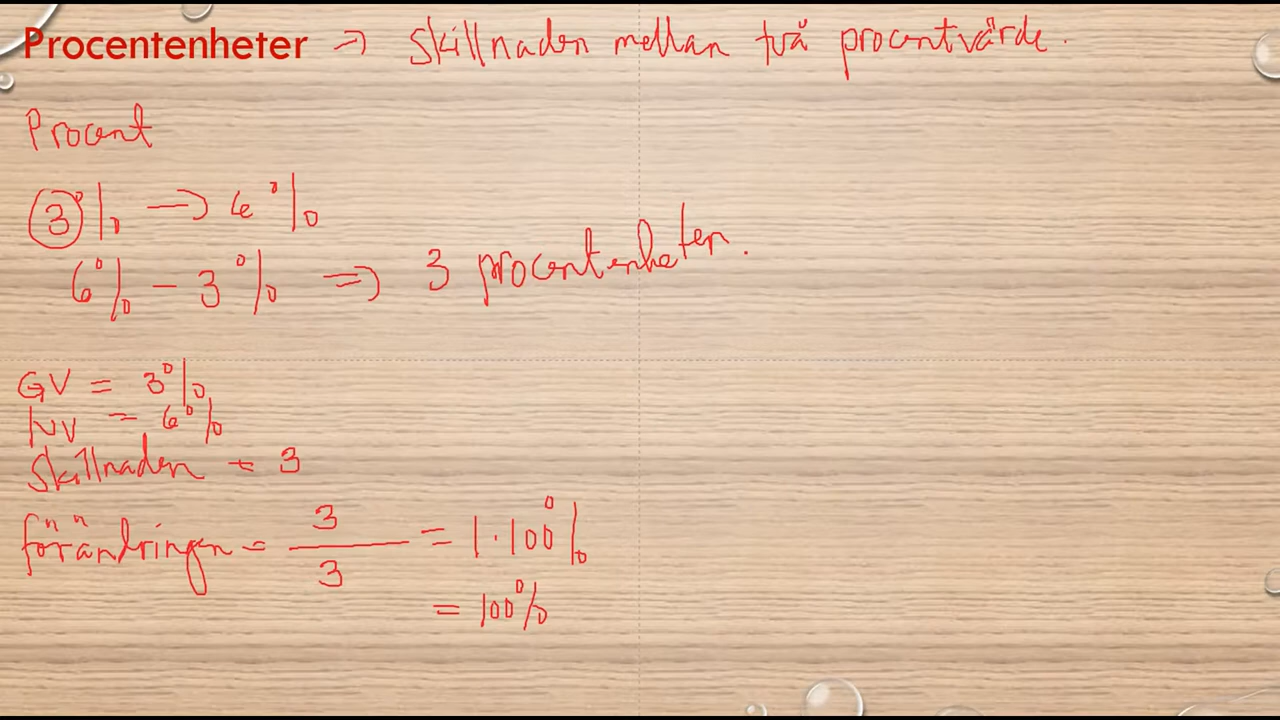 Procentenheter => skillnaden mellan två procentvärde.
Procent
3% → 6%
6% - 3% => 3 procentenheter.
GV = 3%
NV = 6%
Skillnaden = 3
förändringen = 3/3 = 1·100%
= 100%